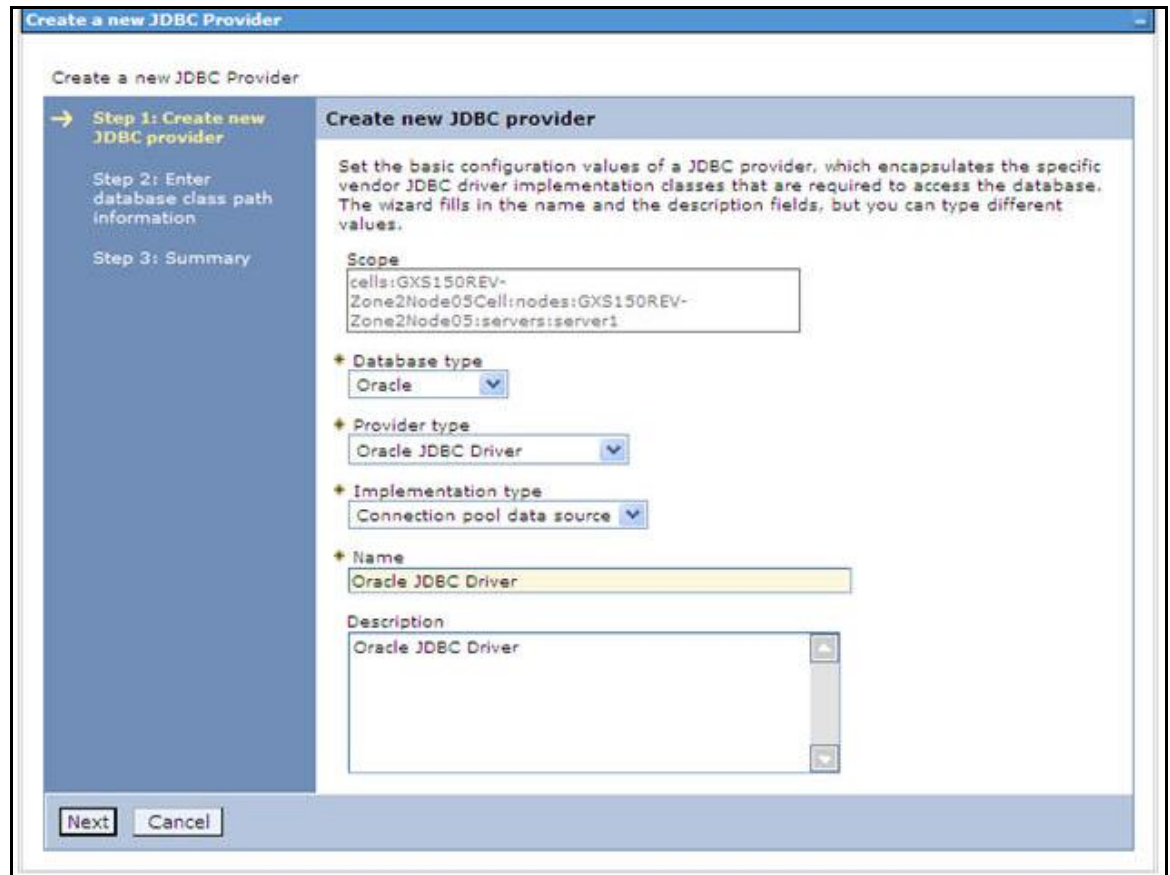 Create a new JDBC Provider
Create a new JDBC Provider
Step 1: Create new
JDBC provider
Step 2: Enter
database class path
information
Step 3: Summary
Create new JDBC provider
Set the basic configuration values of a JDBC provider, which encapsulates the specific
vendor JDBC driver implementation classes that are required to access the database.
The wizard fills in the name and the description fields, but you can type different
values.
Scope
cells:GXS150REV-
Zone2Node05Cell:nodes:GXS150REV-
Zone2Node05:servers:server1
Database type
Oracle
Provider type
Oracle JDBC Driver
Implementation type
Connection pool data source
Name
Oracle JDBC Driver
Description
Oracle JDBC Driver
Next
Cancel